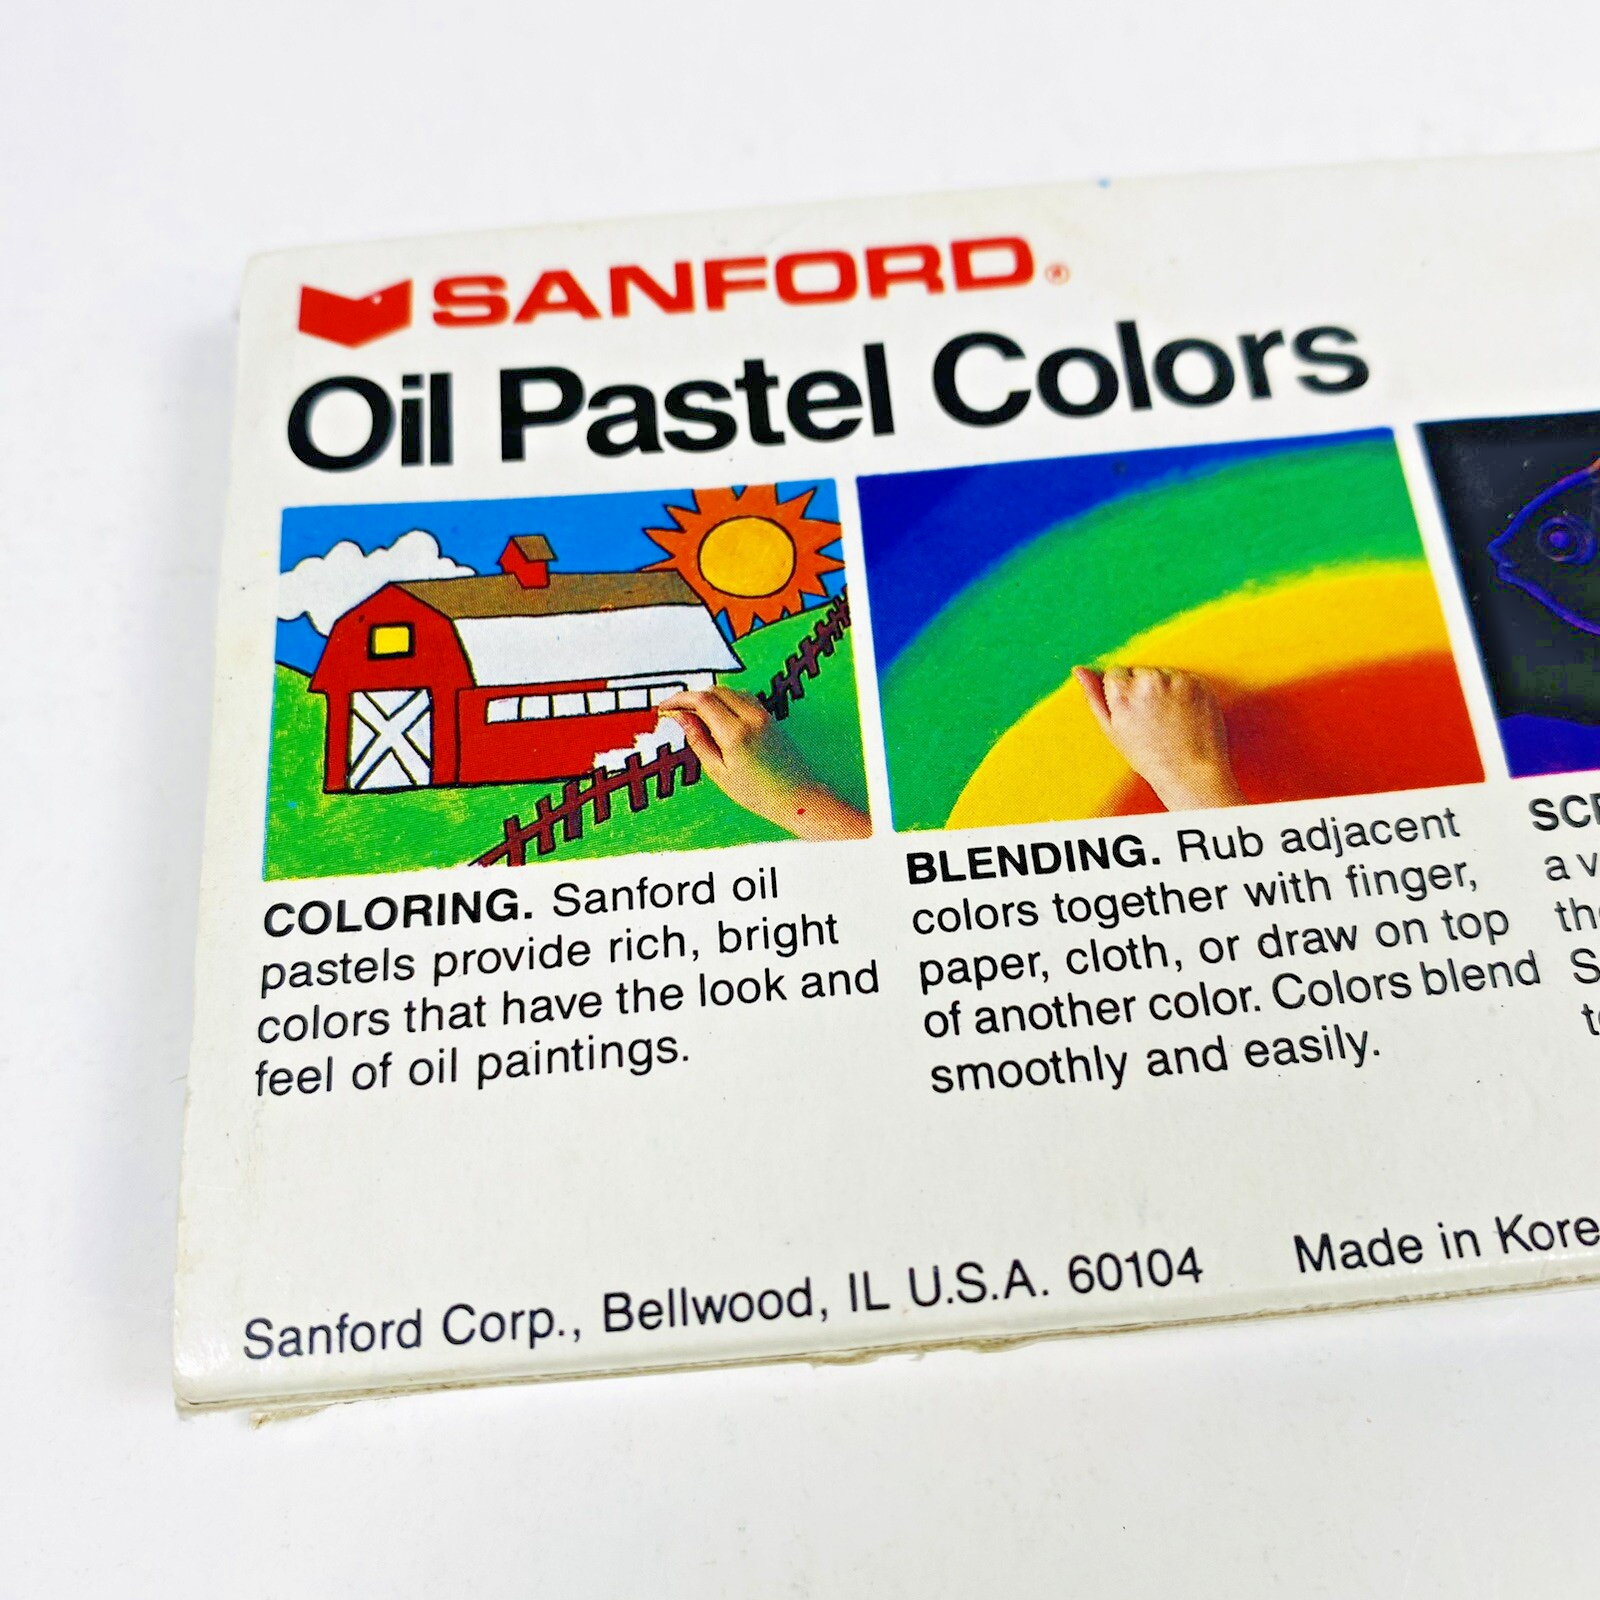 SANFORD®
Oil Pastel Colors
COLORING. Sanford oil
pastels provide rich, bright
colors that have the look and
feel of oil paintings.
BLENDING. Rub adjacent
colors together with finger,
paper, cloth, or draw on top
of another color. Colors blend
smoothly and easily.
a
Sanford Corp., Bellwood, IL U.S.A. 60104
Made in